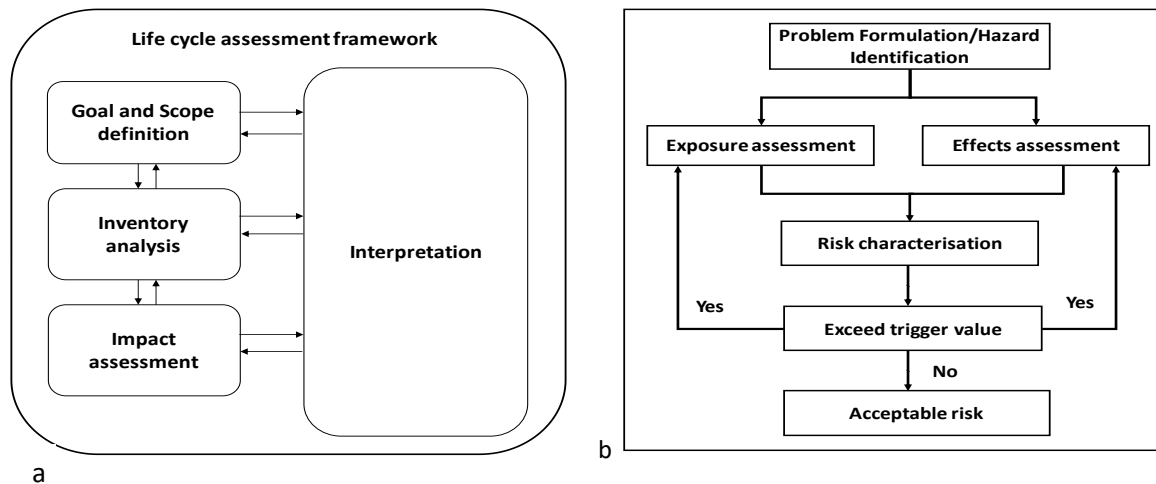 Life cycle assessment framework
Goal and Scope
definition
Inventory
analysis
Impact
assessment
Interpretation
a
Problem Formulation/Hazard
Identification
Exposure assessment
Effects assessment
Risk characterisation
Yes
Yes
Exceed trigger value
No
Acceptable risk
b